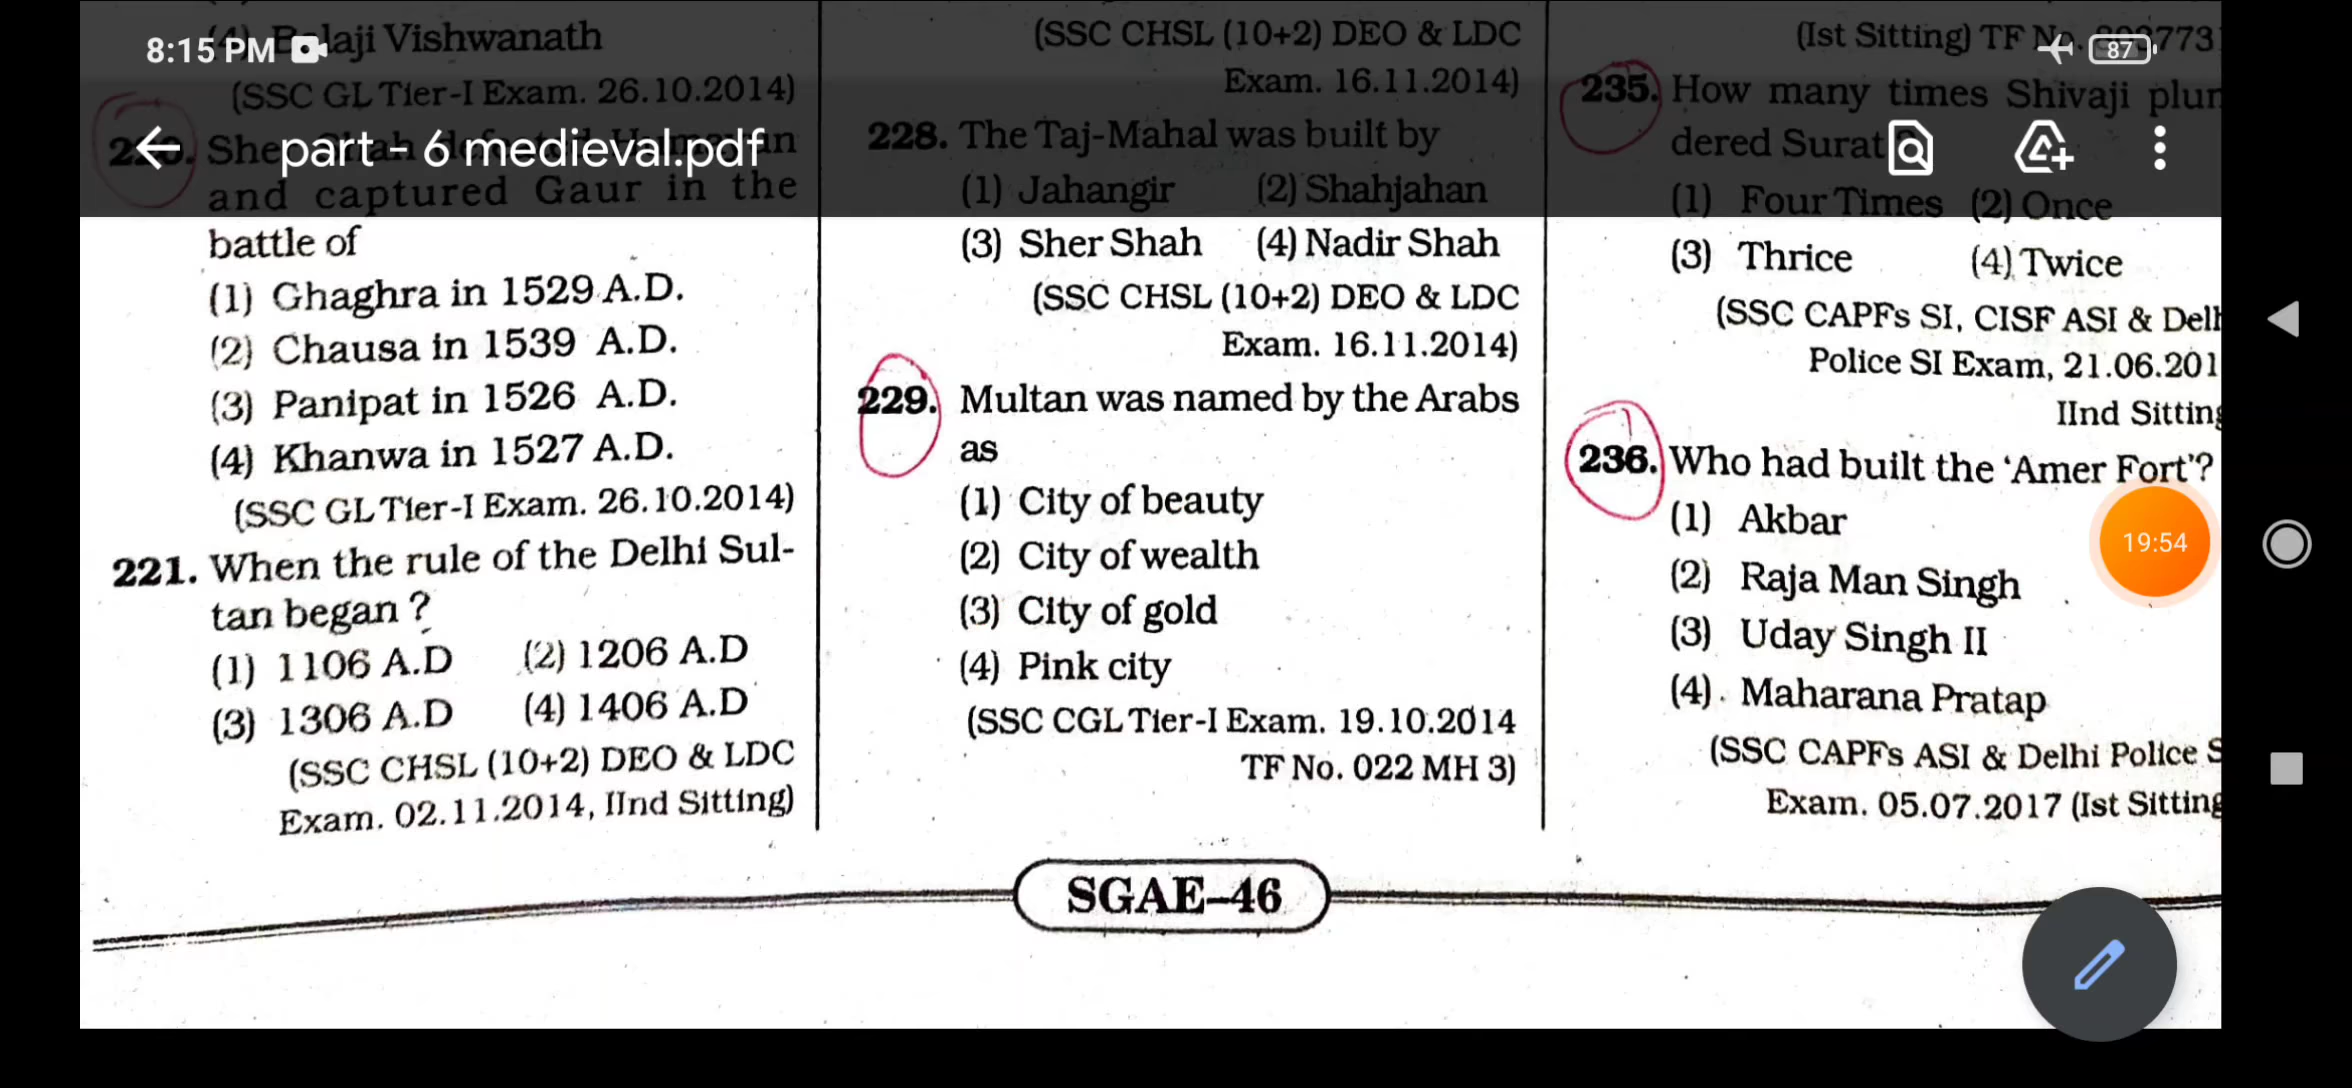 8:15 PM
87
part - 6 medieval.pdf
(4) Balaji Vishwanath
(SSC GL Tier-I Exam. 26.10.2014)
and captured Gaur in the
battle of
(1) Ghaghra in 1529 A.D.
(2) Chausa in 1539 A.D.
(3) Panipat in 1526 A.D.
(4) Khanwa in 1527 A.D.
(SSC GL Tier-I Exam. 26.10.2014)
221. When the rule of the Delhi Sul-
tan began ?
(1) 1106 A.D (2) 1206 A.D
(3) 1306 A.D (4) 1406 A.D
(SSC CHSL (10+2) DEO & LDC
Exam. 02.11.2014, IInd Sitting)
(SSC CHSL (10+2) DEO & LDC
Exam. 16.11.2014)
228. The Taj-Mahal was built by
(1) Jahangir (2) Shahjahan
(3) Sher Shah (4) Nadir Shah
(SSC CHSL (10+2) DEO & LDC
Exam. 16.11.2014)
229. Multan was named by the Arabs
as
(1) City of beauty
(2) City of wealth
(3) City of gold
(4) Pink city
(SSC CGL Tier-I Exam. 19.10.2014
TF No. 022 MH 3)
(Ist Sitting) TF No.
235. How many times Shivaji plun
dered Surat
(1) Four Times (2) Once
(3) Thrice (4) Twice
(SSC CAPFs SI, CISF ASI & Delh
Police SI Exam, 21.06.201
IInd Sitting
236. Who had built the ‘Amer Fort’?
(1) Akbar
(2) Raja Man Singh
(3) Uday Singh II
(4). Maharana Pratap
(SSC CAPFs ASI & Delhi Police S
Exam. 05.07.2017 (Ist Sitting
19:54
SGAE–46